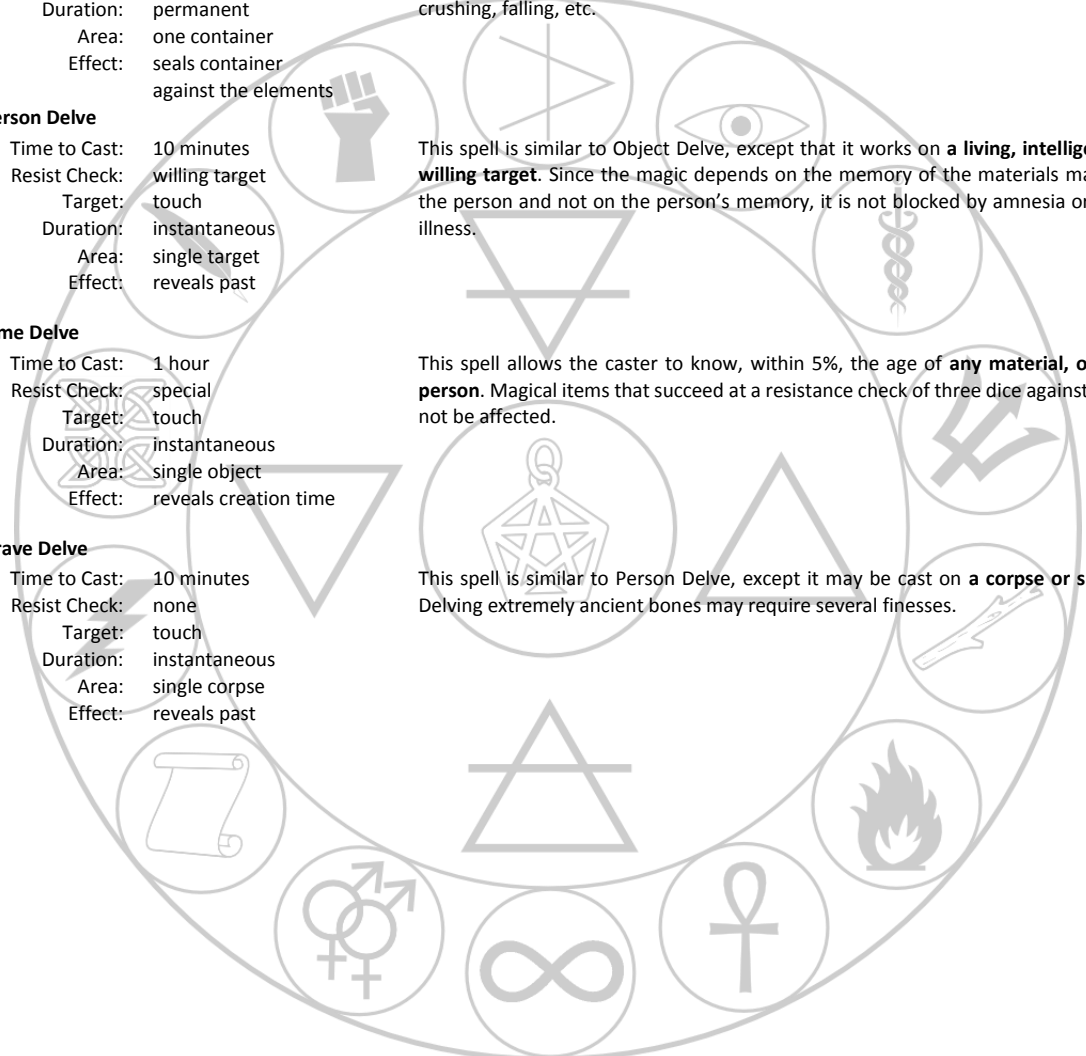 Duration: permanent
Area: one container
Effect: seals container
against the elements
crushing, falling, etc.
erson Delve
Time to Cast: 10 minutes
Resist Check: willing target
Target: touch
Duration: instantaneous
Area: single target
Effect: reveals past
This spell is similar to Object Delve, except that it works on a living, intellige
willing target. Since the magic depends on the memory of the materials ma
the person and not on the person's memory, it is not blocked by amnesia or
illness.
me Delve
Time to Cast: 1 hour
Resist Check: special
Target: touch
Duration: instantaneous
Area: single object
Effect: reveals creation time
This spell allows the caster to know, within 5%, the age of any material, o
person. Magical items that succeed at a resistance check of three dice against
not be affected.
rave Delve
Time to Cast: 10 minutes
Resist Check: none
Target: touch
Duration: instantaneous
Area: single corpse
Effect: reveals past
This spell is similar to Person Delve, except it may be cast on a corpse or s
Delving extremely ancient bones may require several finesses.